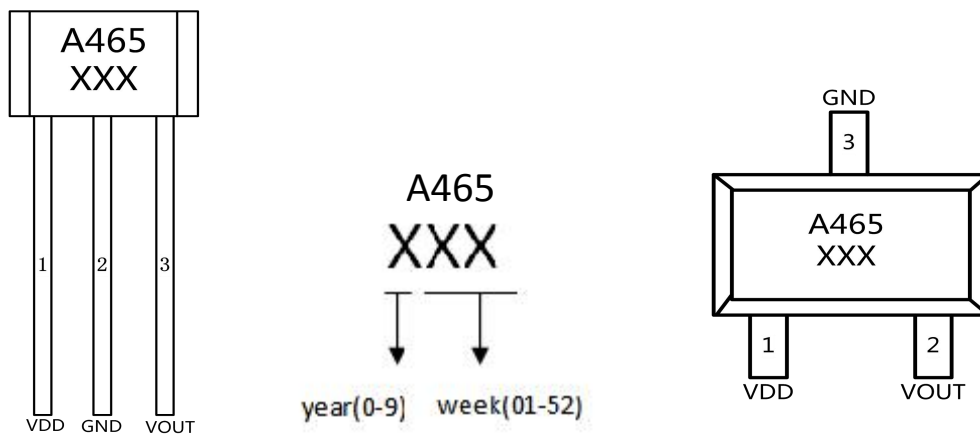 A465
XXX
1
2
3
VDD
GND
VOUT
A465
XXX
year(0-9)
week(01-52)
GND
3
A465
XXX
1
2
VDD
VOUT